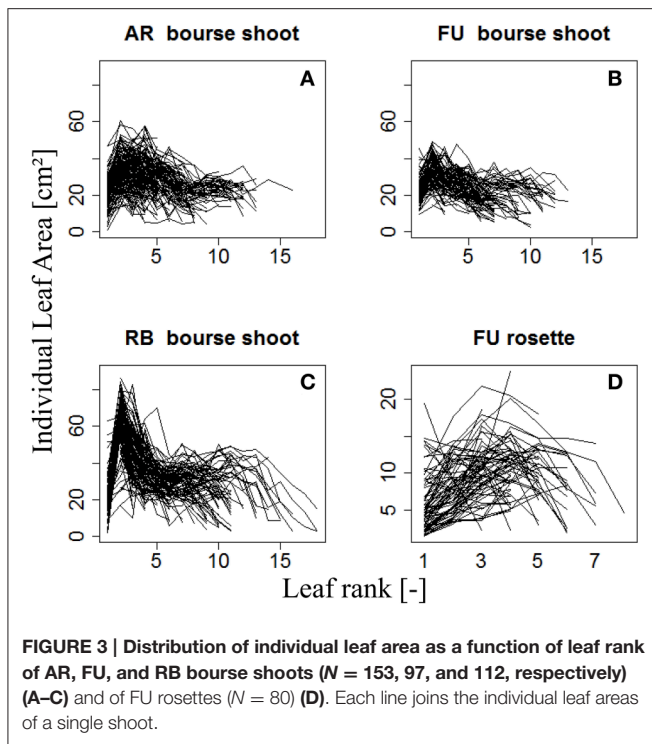 AR bourse shoot
FU bourse shoot
A
B
60
20
0
5
10
15
60
20
0
5
10
15
RB bourse shoot
FU rosette
C
D
60
20
0
5
10
15
20
10
5
1
3
5
7
Individual Leaf Area [cm²]
Leaf rank [-]
FIGURE 3 | Distribution of individual leaf area as a function of leaf rank
of AR, FU, and RB bourse shoots (N = 153, 97, and 112, respectively)
(A–C) and of FU rosettes (N = 80) (D). Each line joins the individual leaf areas
of a single shoot.